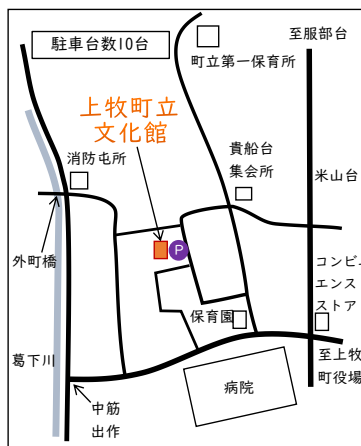 駐車台数10台
町立第一保育所
至服部台
上牧町立
文化館
消防屯所
貴船台
集会所
米山台
P
外町橋
コンビニ
エンス
ストア
保育園
葛下川
病院
至上牧
町役場
中筋
出作